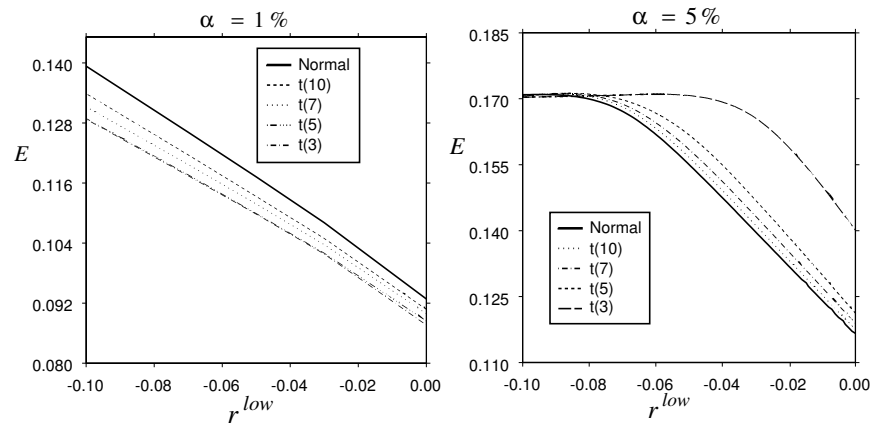 α = 1%
0.140
0.128
0.116
0.104
0.092
0.080
E
Normal
t(10)
t(7)
t(5)
t(3)
-0.10 -0.08 -0.06 -0.04 -0.02 0.00
r^low
α = 5%
0.185
0.170
0.155
0.140
0.125
0.110
E
Normal
t(10)
t(7)
t(5)
t(3)
-0.10 -0.08 -0.06 -0.04 -0.02 0.00
r^low